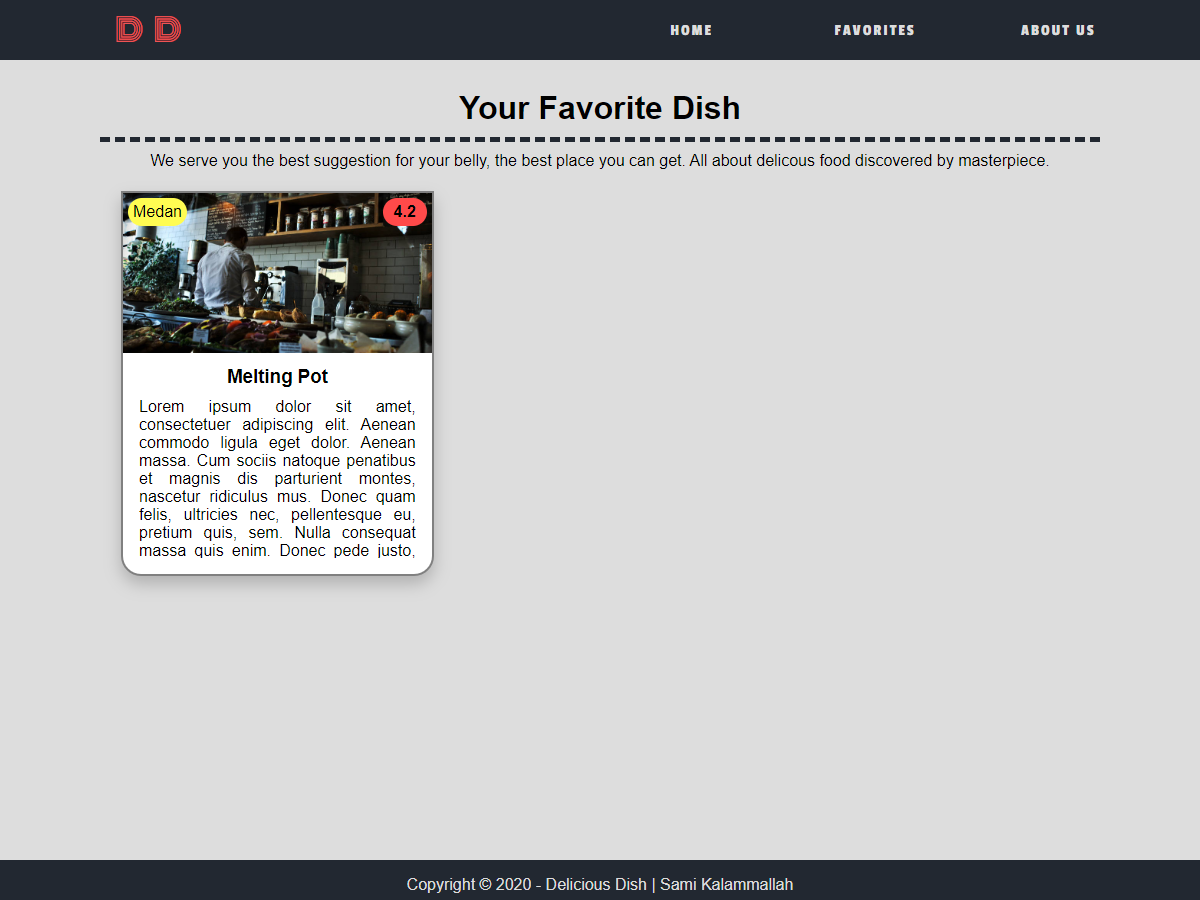 D D
HOME
FAVORITES
ABOUT US
Your Favorite Dish
We serve you the best suggestion for your belly, the best place you can get. All about delicous food discovered by masterpiece.
Medan
4.2
Melting Pot
Lorem ipsum dolor sit amet,
consectetuer adipiscing elit. Aenean
commodo ligula eget dolor. Aenean
massa. Cum sociis natoque penatibus
et magnis dis parturient montes,
nascetur ridiculus mus. Donec quam
felis, ultricies nec, pellentesque eu,
pretium quis, sem. Nulla consequat
massa quis enim. Donec pede justo,
Copyright © 2020 - Delicious Dish | Sami Kalammallah